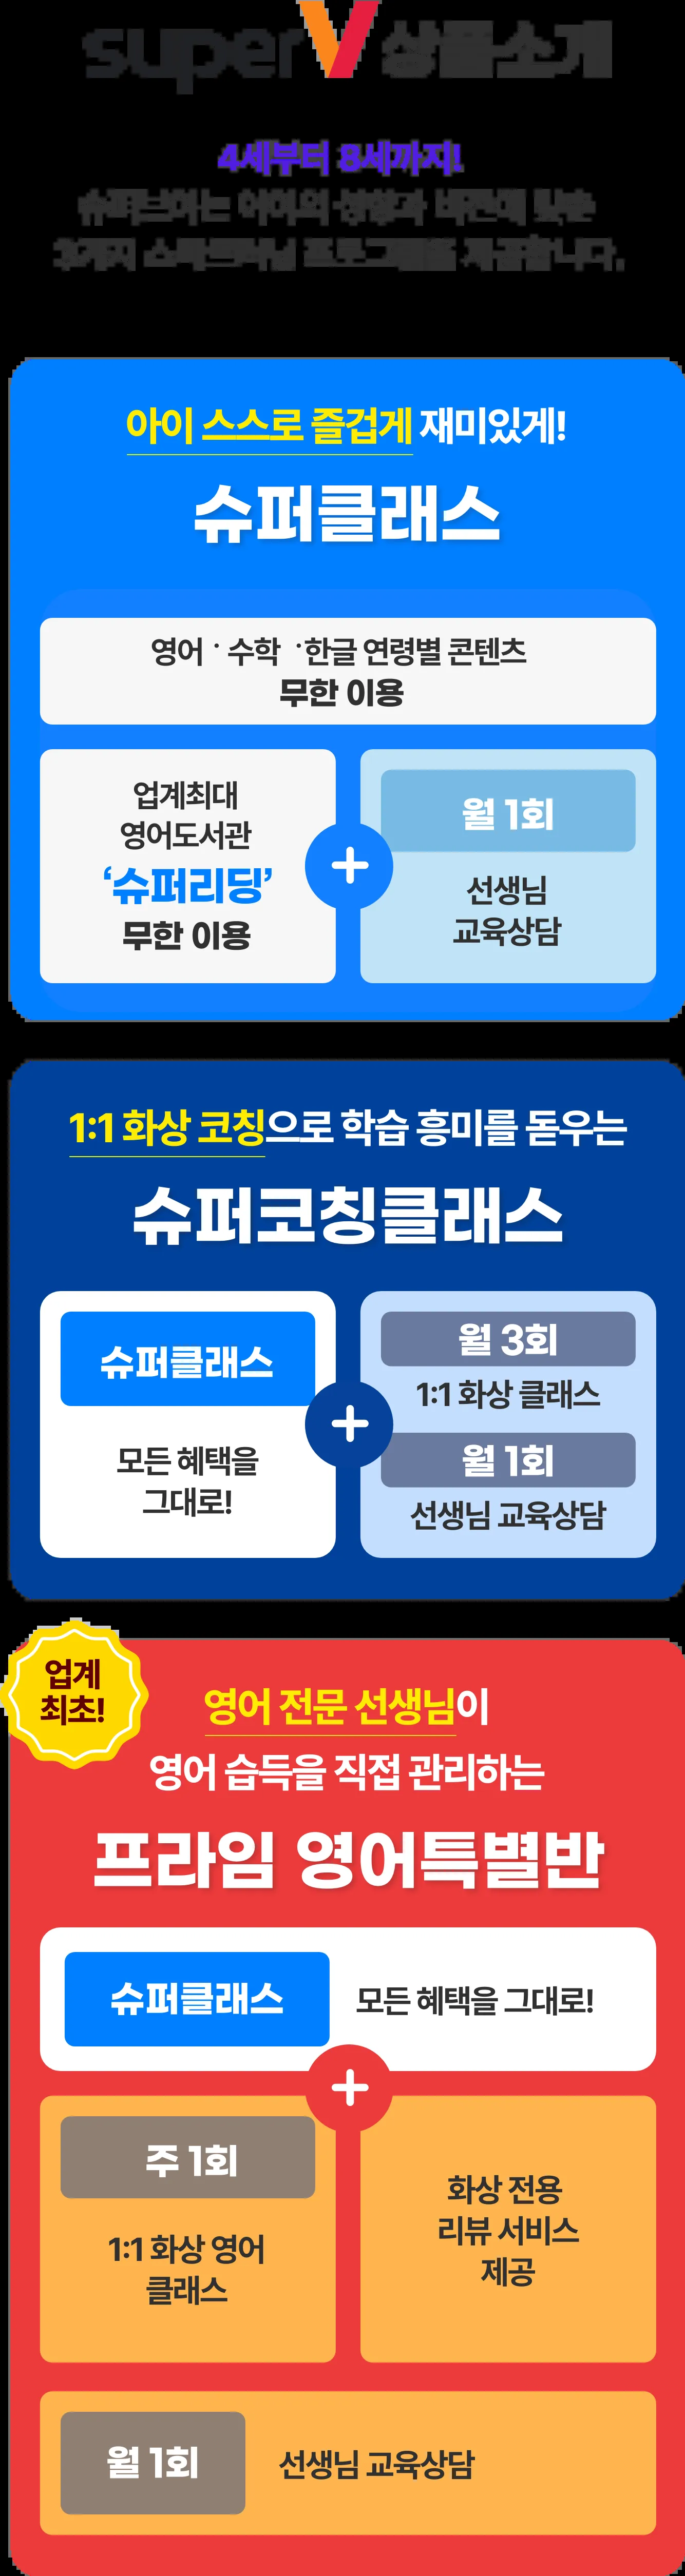 superV 상품소개
4세부터 8세까지!
슈퍼브이는 아이의 성향과 비전에 맞춘
3가지 스마트러닝 프로그램을 제공합니다.
아이 스스로 즐겁게 재미있게!
슈퍼클래스
영어 · 수학 · 한글 연령별 콘텐츠
무한 이용
업계최대
영어도서관
‘슈퍼리딩’
무한 이용
+
월 1회
선생님
교육상담
1:1 화상 코칭으로 학습 흥미를 돋우는
슈퍼코칭클래스
슈퍼클래스
모든 혜택을
그대로!
+
월 3회
1:1 화상 클래스
월 1회
선생님 교육상담
업계
최초!
영어 전문 선생님이
영어 습득을 직접 관리하는
프라임 영어특별반
슈퍼클래스 모든 혜택을 그대로!
+
주 1회
1:1 화상 영어
클래스
화상 전용
리뷰 서비스
제공
월 1회 선생님 교육상담